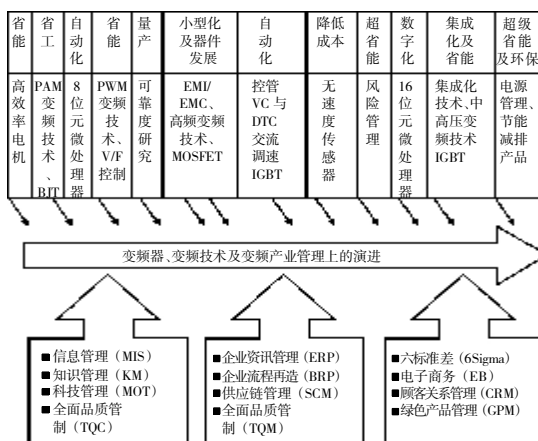 省能
省工
自动化
省能
量产
小型化及器件发展
自动化
降低成本
超省能
数字化
集成化及省能
超级省能及环保
高效率电机
PAM变频技术、BJT
8位元微处理器
PWM变频技术、V/F控制
可靠度研究
EMI/EMC、高频变频技术、MOSFET
控管VC与DTC交流调速IGBT
无速度传感器
风险管理
16位元微处理器
集成化技术、中高压变频技术IGBT
电源管理、节能减排产品
变频器、变频技术及变频产业管理上的演进
■信息管理（MIS）
■知识管理（KM）
■科技管理（MOT）
■全面品质管
制（TQC）
■企业资讯管理（ERP）
■企业流程再造（BRP）
■供应链管理（SCM）
■全面品质管
制（TQM）
■六标准差（6Sigma）
■电子商务（EB）
■顾客关系管理（CRM）
■绿色产品管理（GPM）